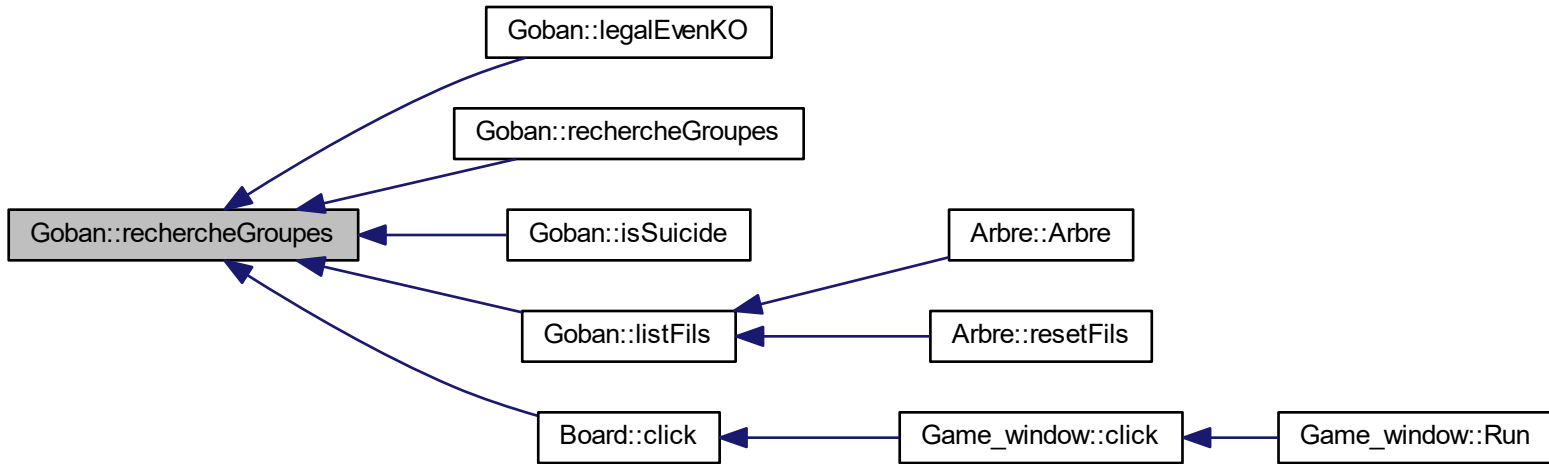 Goban::legalEvenKO
Goban::rechercheGroupes
Goban::rechercheGroupes
Goban::isSuicide
Arbre::Arbre
Goban::listFils
Arbre::resetFils
Board::click
Game_window::click
Game_window::Run